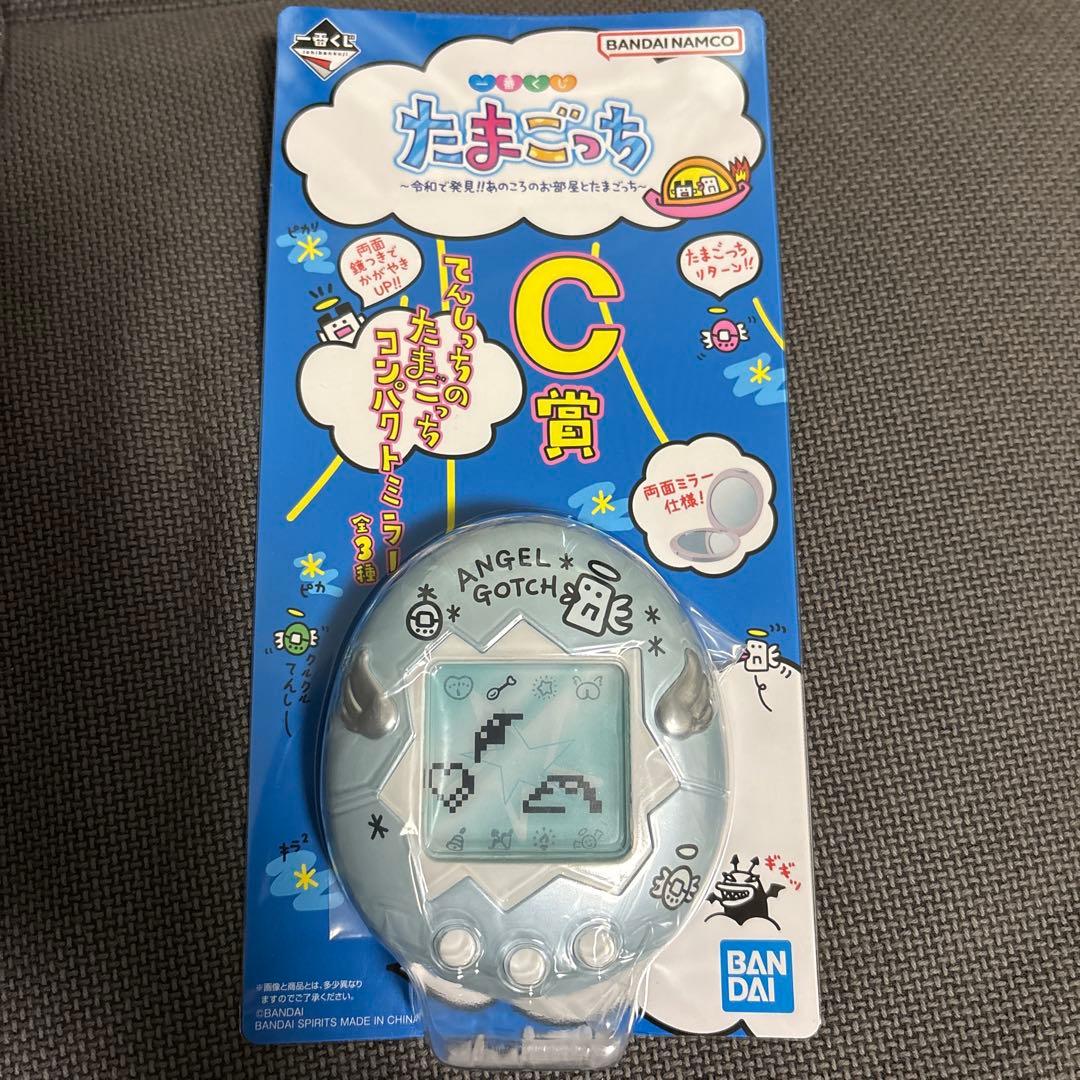 一番くじ
ichibankuji
BANDAI NAMCO
一番くじ
たまごっち
～令和で発見!!あのころのお部屋とたまごっち～
ピカリ
両面
鏡つきで
かがやき
UP!!
たまごっち
リターン!!
C
賞
てんしっちの
たまごっち
コンパクトミラー
全3種
両面ミラー
仕様!
ピカ
クルクル
てんしー
キラ2
ANGEL
GOTCH
ギギッ
BAN
DAI
※画像と商品とは、多少異なり
ますのでご了承ください。
©BANDAI
BANDAI SPIRITS MADE IN CHINA